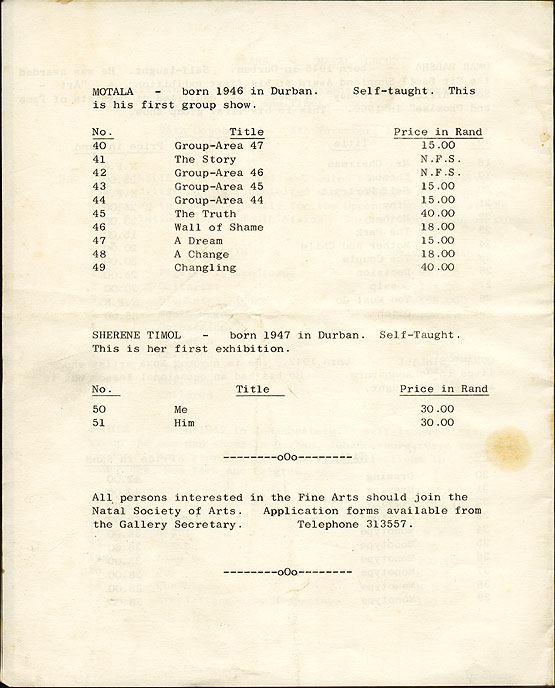 MOTALA - born 1946 in Durban. Self-taught. This
is his first group show.
No. Title Price in Rand
40 Group-Area 47 15.00
41 The Story N.F.S.
42 Group-Area 46 N.F.S.
43 Group-Area 45 15.00
44 Group-Area 44 15.00
45 The Truth 40.00
46 Wall of Shame 18.00
47 A Dream 15.00
48 A Change 18.00
49 Changling 40.00
SHERENE TIMOL - born 1947 in Durban. Self-Taught.
This is her first exhibition.
No. Title Price in Rand
50 Me 30.00
51 Him 30.00
--------oOo--------
All persons interested in the Fine Arts should join the
Natal Society of Arts. Application forms available from
the Gallery Secretary. Telephone 313557.
--------oOo--------